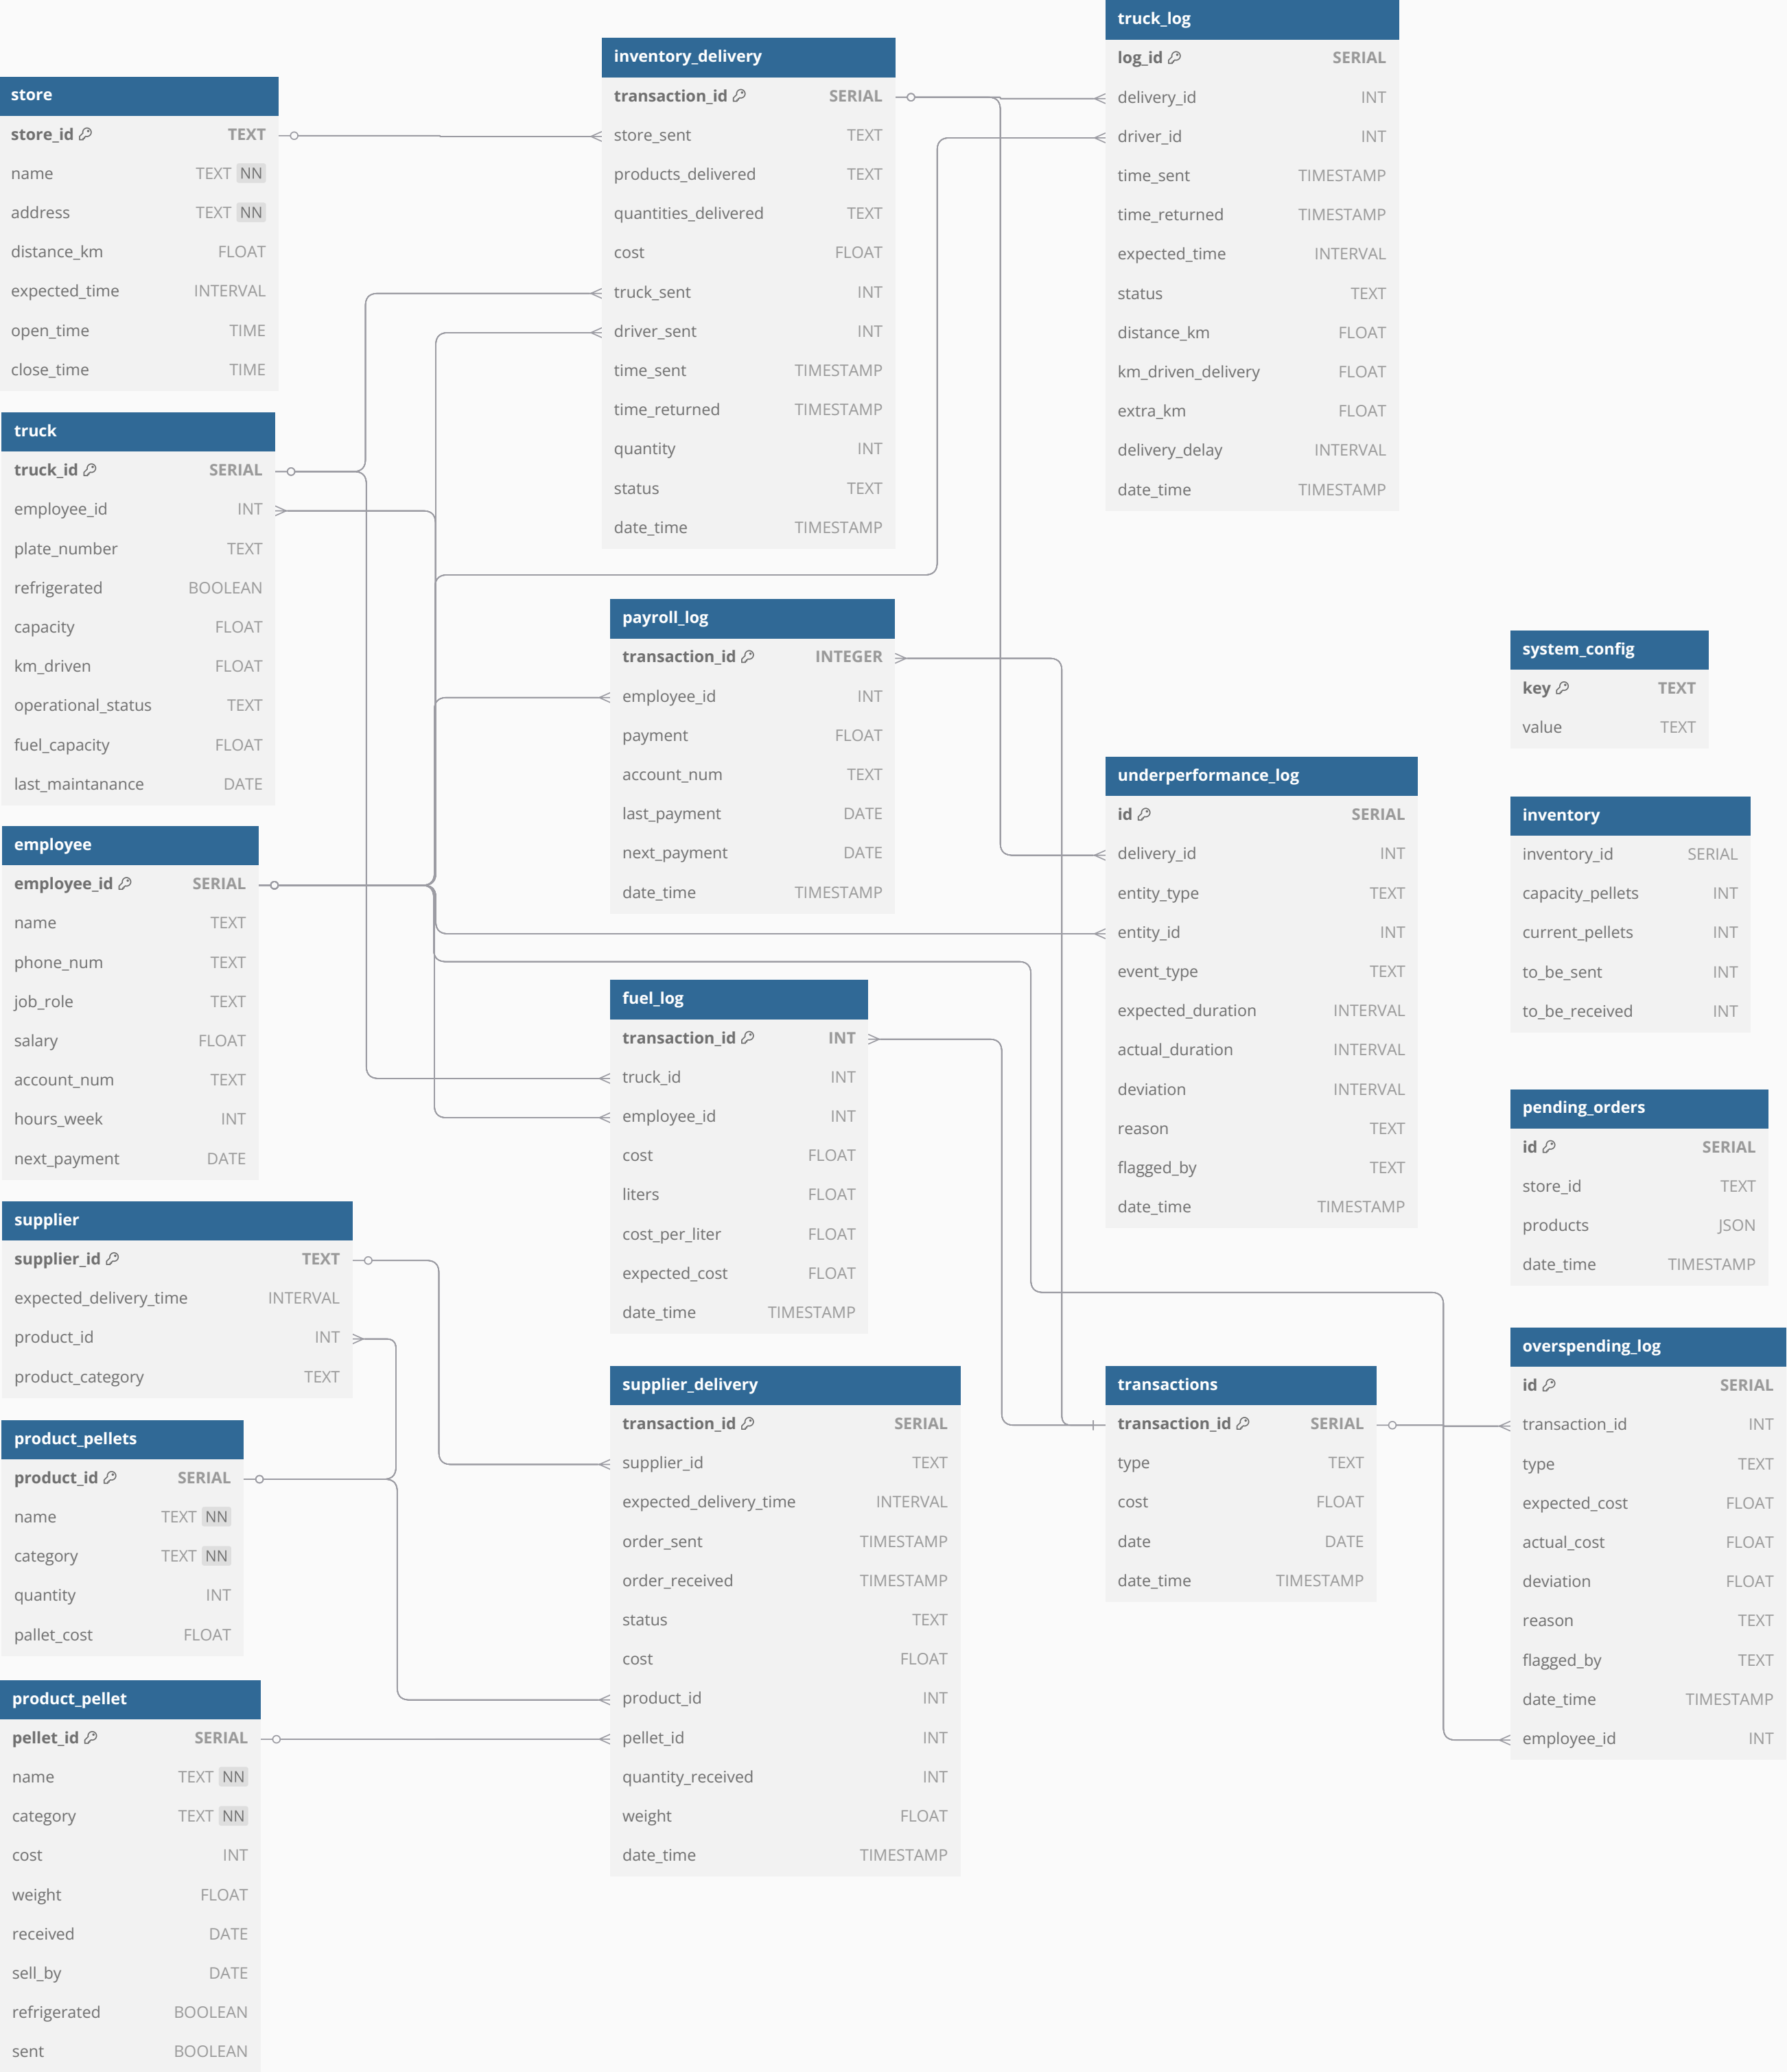 store
store_id TEXT
name TEXT NN
address TEXT NN
distance_km FLOAT
expected_time INTERVAL
open_time TIME
close_time TIME
truck
truck_id SERIAL
employee_id INT
plate_number TEXT
refrigerated BOOLEAN
capacity FLOAT
km_driven FLOAT
operational_status TEXT
fuel_capacity FLOAT
last_maintanance DATE
employee
employee_id SERIAL
name TEXT
phone_num TEXT
job_role TEXT
salary FLOAT
account_num TEXT
hours_week INT
next_payment DATE
supplier
supplier_id TEXT
expected_delivery_time INTERVAL
product_id INT
product_category TEXT
product_pellets
product_id SERIAL
name TEXT NN
category TEXT NN
quantity INT
pallet_cost FLOAT
product_pellet
pellet_id SERIAL
name TEXT NN
category TEXT NN
cost INT
weight FLOAT
received DATE
sell_by DATE
refrigerated BOOLEAN
sent BOOLEAN
inventory_delivery
transaction_id SERIAL
store_sent TEXT
products_delivered TEXT
quantities_delivered TEXT
cost FLOAT
truck_sent INT
driver_sent INT
time_sent TIMESTAMP
time_returned TIMESTAMP
quantity INT
status TEXT
date_time TIMESTAMP
payroll_log
transaction_id INTEGER
employee_id INT
payment FLOAT
account_num TEXT
last_payment DATE
next_payment DATE
date_time TIMESTAMP
fuel_log
transaction_id INT
truck_id INT
employee_id INT
cost FLOAT
liters FLOAT
cost_per_liter FLOAT
expected_cost FLOAT
date_time TIMESTAMP
supplier_delivery
transaction_id SERIAL
supplier_id TEXT
expected_delivery_time INTERVAL
order_sent TIMESTAMP
order_received TIMESTAMP
status TEXT
cost FLOAT
product_id INT
pellet_id INT
quantity_received INT
weight FLOAT
date_time TIMESTAMP
truck_log
log_id SERIAL
delivery_id INT
driver_id INT
time_sent TIMESTAMP
time_returned TIMESTAMP
expected_time INTERVAL
status TEXT
distance_km FLOAT
km_driven_delivery FLOAT
extra_km FLOAT
delivery_delay INTERVAL
date_time TIMESTAMP
underperformance_log
id SERIAL
delivery_id INT
entity_type TEXT
entity_id INT
event_type TEXT
expected_duration INTERVAL
actual_duration INTERVAL
deviation INTERVAL
reason TEXT
flagged_by TEXT
date_time TIMESTAMP
transactions
transaction_id SERIAL
type TEXT
cost FLOAT
date DATE
date_time TIMESTAMP
system_config
key TEXT
value TEXT
inventory
inventory_id SERIAL
capacity_pellets INT
current_pellets INT
to_be_sent INT
to_be_received INT
pending_orders
id SERIAL
store_id TEXT
products JSON
date_time TIMESTAMP
overspending_log
id SERIAL
transaction_id INT
type TEXT
expected_cost FLOAT
actual_cost FLOAT
deviation FLOAT
reason TEXT
flagged_by TEXT
date_time TIMESTAMP
employee_id INT